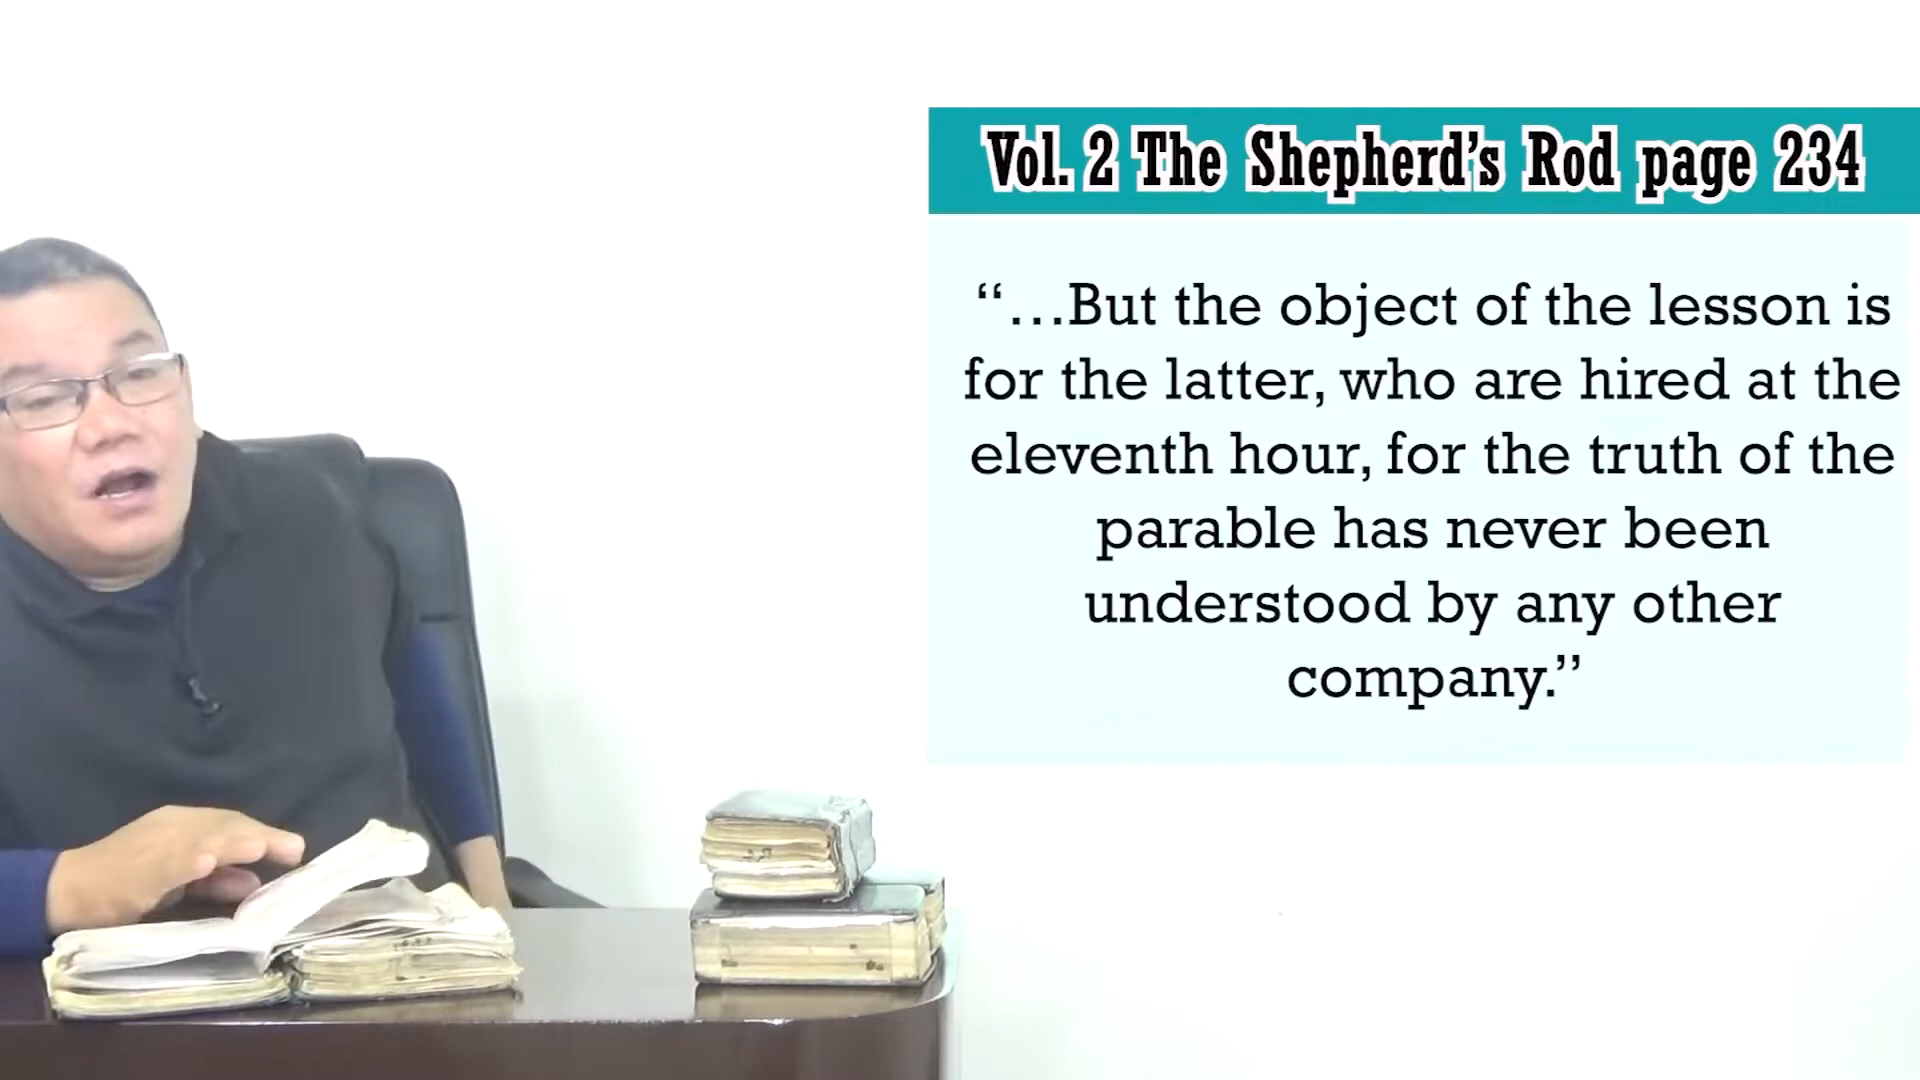 Vol. 2 The Shepherd’s Rod page 234
“…But the object of the lesson is
for the latter, who are hired at the
eleventh hour, for the truth of the
parable has never been
understood by any other
company.”